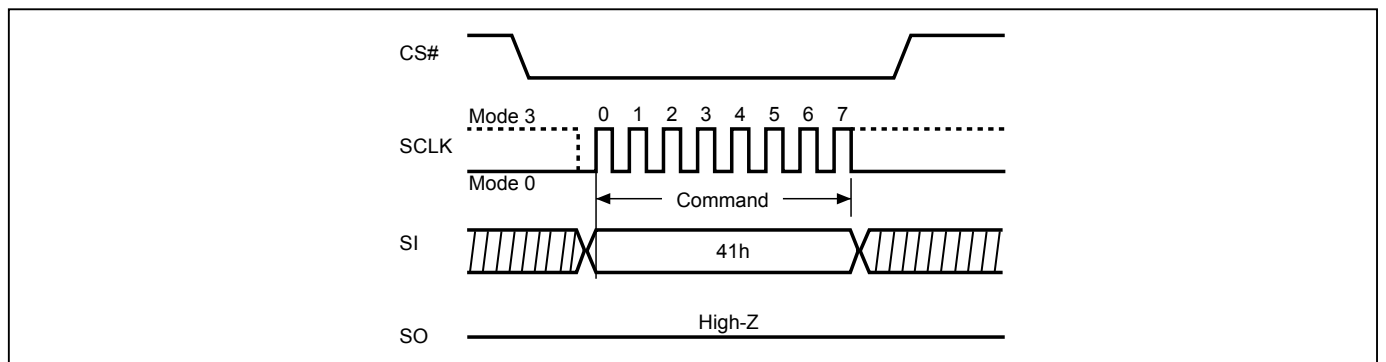 CS#
Mode 3
0 1 2 3 4 5 6 7
SCLK
Mode 0
Command
SI
41h
High-Z
SO